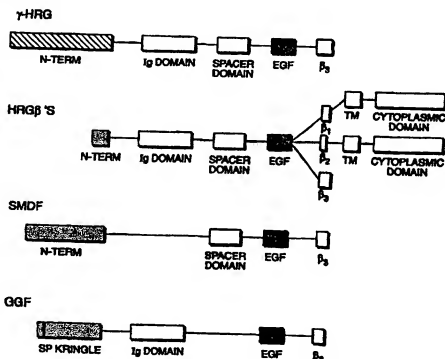 γ-HRG
N-TERM
Ig DOMAIN
SPACER
DOMAIN
EGF
β3
HRGβ 'S
N-TERM
Ig DOMAIN
SPACER
DOMAIN
EGF
β1
TM
CYTOPLASMIC
DOMAIN
β2
TM
CYTOPLASMIC
DOMAIN
β3
SMDF
N-TERM
SPACER
DOMAIN
EGF
β3
GGF
SP KRINGLE
Ig DOMAIN
EGF